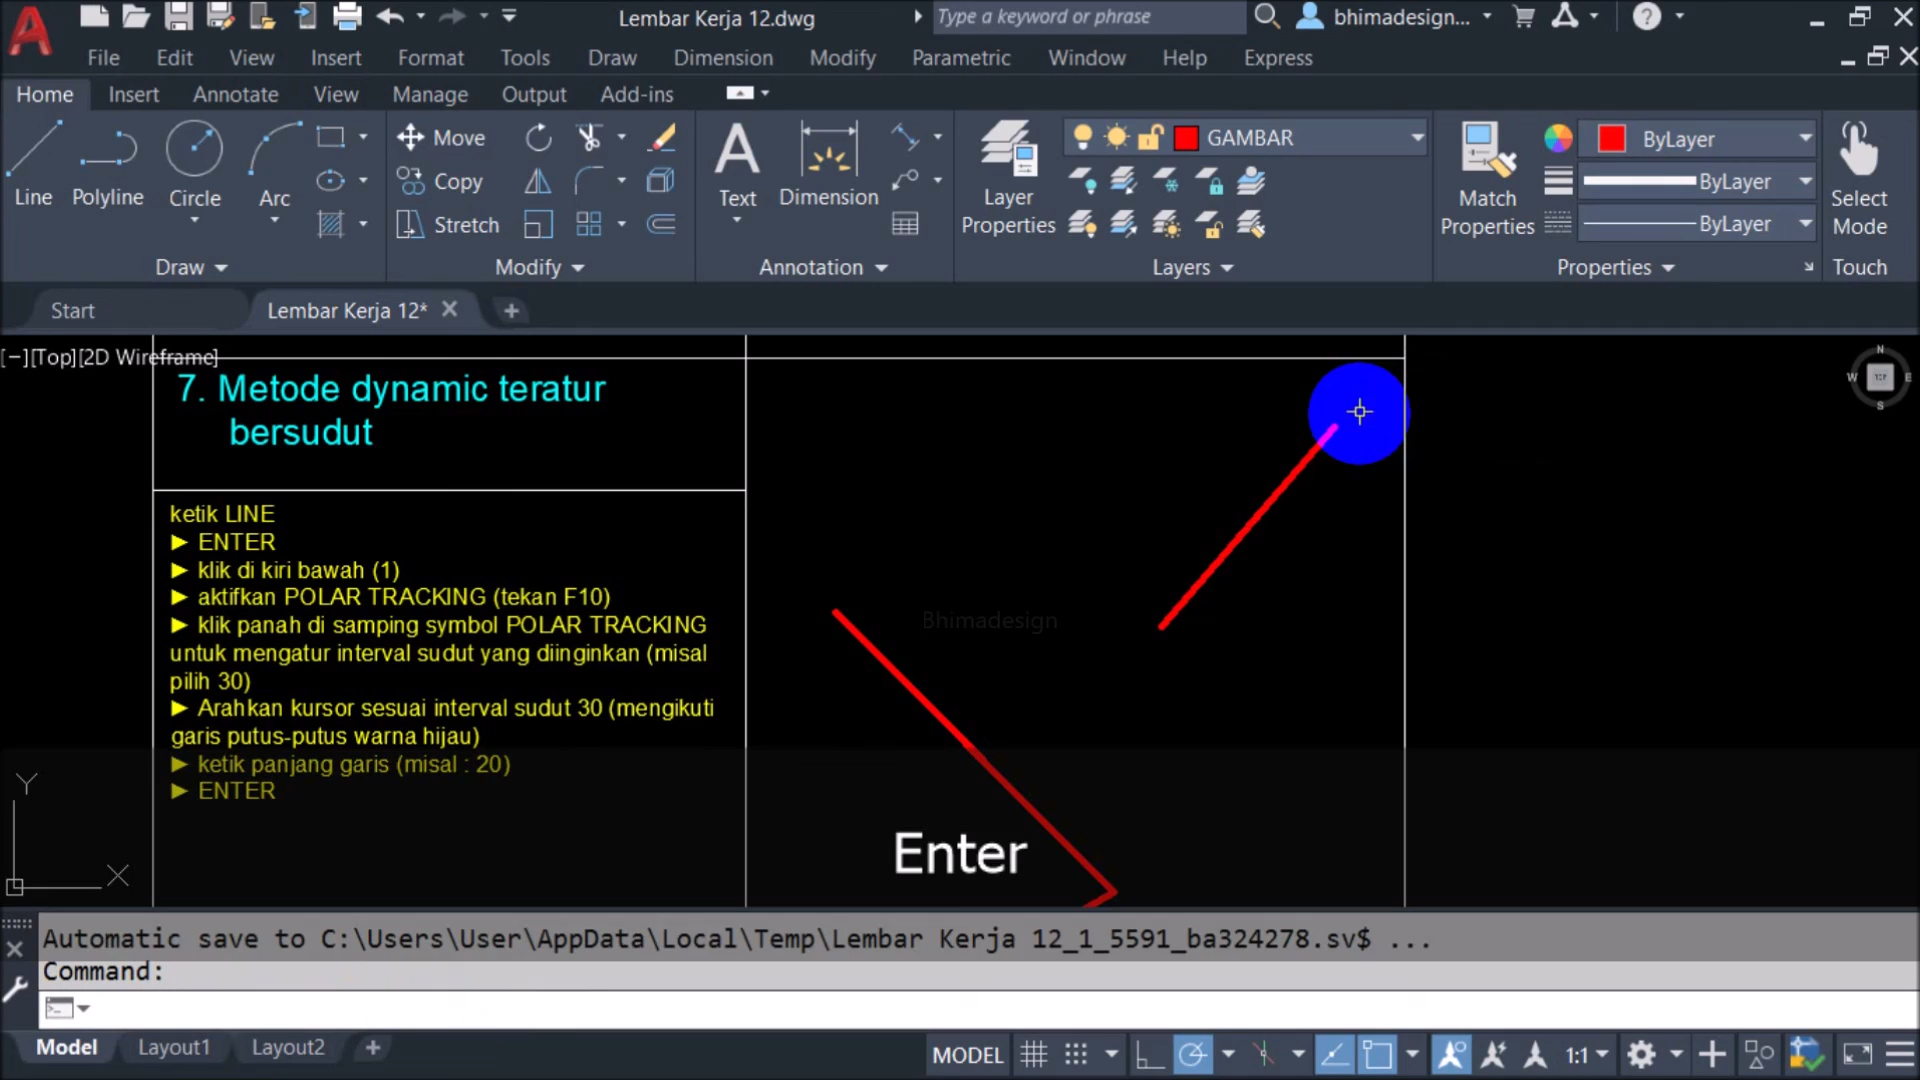 Lembar Kerja 12.dwg
Type a keyword or phrase
bhimadesign...
File Edit View Insert Format Tools Draw Dimension Modify Parametric Window Help Express
Home Insert Annotate View Manage Output Add-ins
Line Polyline Circle Arc
Move
Copy
Stretch
Text Dimension
Layer
Properties
GAMBAR
Match
Properties
ByLayer
ByLayer
ByLayer
Select
Mode
Draw Modify Annotation Layers Properties Touch
Start Lembar Kerja 12*
[−][Top][2D Wireframe]
N
W TOP E
S
7. Metode dynamic teratur
bersudut
ketik LINE
► ENTER
► klik di kiri bawah (1)
► aktifkan POLAR TRACKING (tekan F10)
► klik panah di samping symbol POLAR TRACKING
untuk mengatur interval sudut yang diinginkan (misal
pilih 30)
► Arahkan kursor sesuai interval sudut 30 (mengikuti
garis putus-putus warna hijau)
► ketik panjang garis (misal : 20)
► ENTER
Bhimadesign
Y
X
Enter
Automatic save to C:\Users\User\AppData\Local\Temp\Lembar Kerja 12_1_5591_ba324278.sv$ ...
Command:
Model Layout1 Layout2
MODEL
1:1